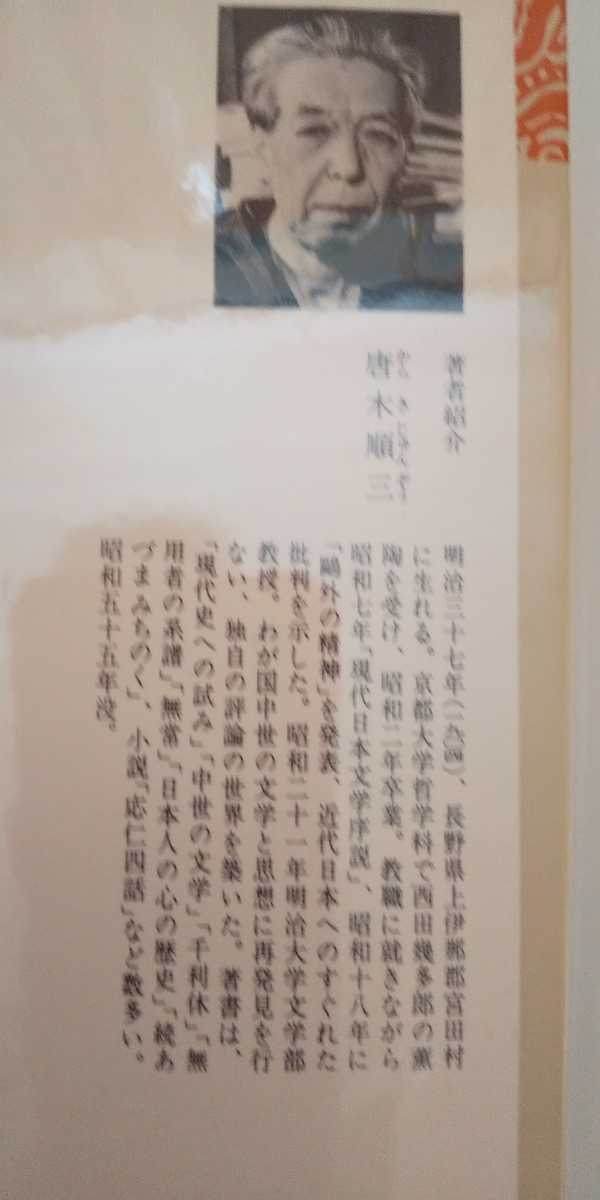 著者紹介
唐木順三
からきじゅんぞう
明治三十七年(一九〇四)、長野県上伊那郡宮田村
に生れる。京都大学哲学科で西田幾多郎の薫
陶を受け、昭和二年卒業。教職に就きながら
昭和七年「現代日本文学序説」、昭和十八年に
「鷗外の精神」を発表、近代日本へのすぐれた
批判を示した。昭和二十一年明治大学文学部
教授。わが国中世の文学と思想に再発見を行
ない、独自の評論の世界を築いた。著書は、
「現代史への試み」「中世の文学」「千利休」「無
用者の系譜」「無常」「日本人の心の歴史」「続あ
づまみちのく」、小説「応仁四話」など数多い。
昭和五十五年没。